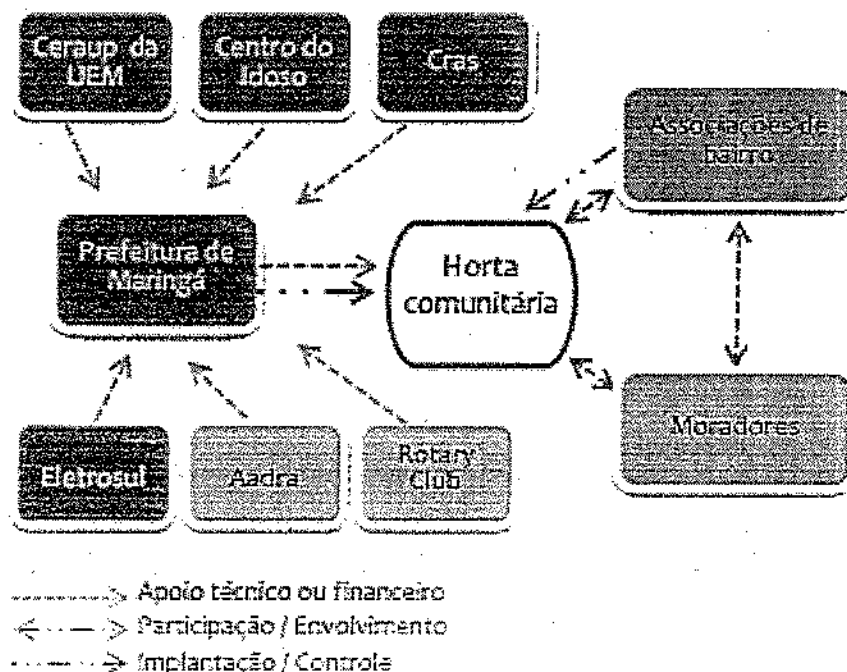 Ceraup da
UEM
Centro do
Idoso
Cras
Associações de
bairro
Prefeitura de
Maringá
Horta
comunitária
Moradores
Eletrosul
Aadra
Rotary
Club
Apoio técnico ou financeiro
Participação / Envolvimento
Implantação / Controle